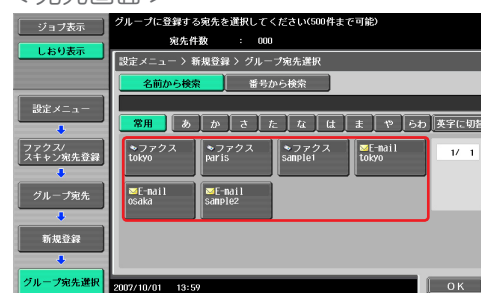 ＜宛先画面＞
ジョブ表示
しおり表示
設定メニュー
ファクス/
スキャン宛先登録
グループ宛先
新規登録
グループ宛先選択
グループに登録する宛先を選択してください(500件まで可能)
宛先件数 : 000
設定メニュー > 新規登録 > グループ宛先選択
名前から検索 番号から検索
常用 あ か さ た な は ま や らわ 英字に切替
ファクス
tokyo
ファクス
paris
ファクス
sample1
E-mail
tokyo
1/ 1
E-mail
osaka
E-mail
sample2
2007/10/01 13:59
OK